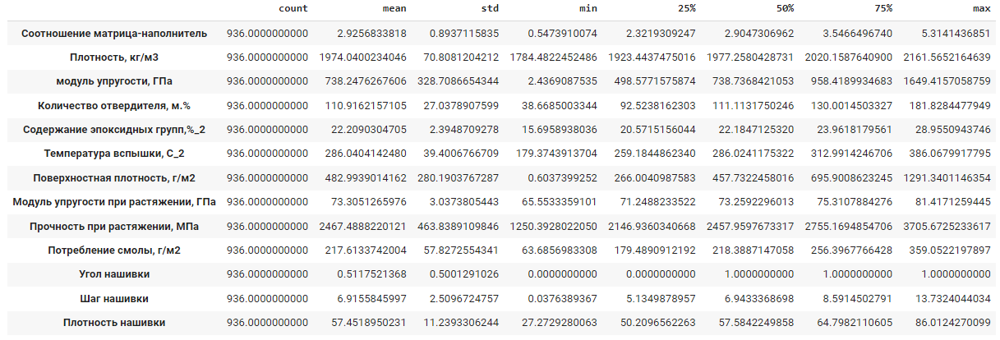 count mean std min 25% 50% 75% max
Соотношение матрица-наполнитель 936.0000000000 2.9256833818 0.8937115835 0.5473910074 2.3219309247 2.9047306962 3.5466496740 5.3141436851
Плотность, кг/м3 936.0000000000 1974.0400234046 70.8081204212 1784.4822452486 1923.4437475016 1977.2580428731 2020.1587640900 2161.5652164639
модуль упругости, ГПа 936.0000000000 738.2476267606 328.7086654344 2.4369087535 498.5771575874 738.7368421053 958.4189934683 1649.4157058759
Количество отвердителя, м.% 936.0000000000 110.9162157105 27.0378907599 38.6685003344 92.5238162303 111.1131750246 130.0014503327 181.8284477949
Содержание эпоксидных групп,%_2 936.0000000000 22.2090304705 2.3948709278 15.6958938036 20.5715156044 22.1847125320 23.9618179561 28.9550943746
Температура вспышки, С_2 936.0000000000 286.0404142480 39.4006766709 179.3743913704 259.1844862340 286.0241175322 312.9914246706 386.0679917795
Поверхностная плотность, г/м2 936.0000000000 482.9939014162 280.1903767287 0.6037399252 266.0040987583 457.7322458016 695.9008623245 1291.3401146354
Модуль упругости при растяжении, ГПа 936.0000000000 73.3051265976 3.0373805443 65.5533359101 71.2488233522 73.2592296013 75.3107884276 81.4171259445
Прочность при растяжении, МПа 936.0000000000 2467.4888220121 463.8389109846 1250.3928022050 2146.9360340668 2457.9597673317 2755.1694854706 3705.6725233617
Потребление смолы, г/м2 936.0000000000 217.6133742004 57.8272554341 63.6856983308 179.4890912192 218.3887147058 256.3967766428 359.0522197897
Угол нашивки 936.0000000000 0.5117521368 0.5001291026 0.0000000000 0.0000000000 1.0000000000 1.0000000000 1.0000000000
Шаг нашивки 936.0000000000 6.9155845997 2.5096724757 0.0376389367 5.1349878957 6.9433368698 8.5914502791 13.7324044034
Плотность нашивки 936.0000000000 57.4518950231 11.2393306244 27.2729280063 50.2096562263 57.5842249858 64.7982110605 86.0124270099